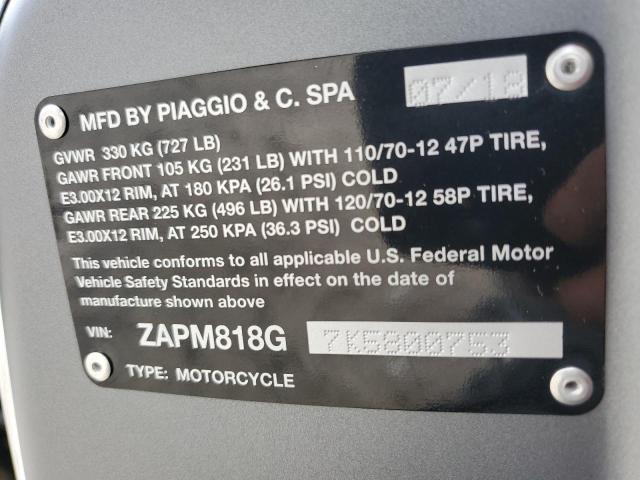 MFD BY PIAGGIO & C. SPA 07/18
GVWR 330 KG (727 LB)
GAWR FRONT 105 KG (231 LB) WITH 110/70-12 47P TIRE,
E3.00X12 RIM, AT 180 KPA (26.1 PSI) COLD
GAWR REAR 225 KG (496 LB) WITH 120/70-12 58P TIRE,
E3.00X12 RIM, AT 250 KPA (36.3 PSI) COLD
This vehicle conforms to all applicable U.S. Federal Motor
Vehicle Safety Standards in effect on the date of
manufacture shown above
VIN: ZAPM818G 7K5800753
TYPE: MOTORCYCLE